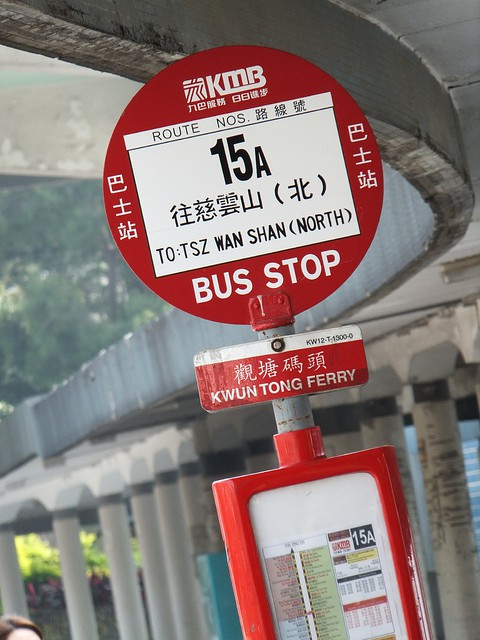 KMB
九巴服務 日日進步
ROUTE NOS. 路線號
15A
往慈雲山(北)
TO:TSZ WAN SHAN(NORTH)
巴士站
巴士站
BUS STOP
KW12-T-1300-0
觀塘碼頭
KWUN TONG FERRY
KMB
15A